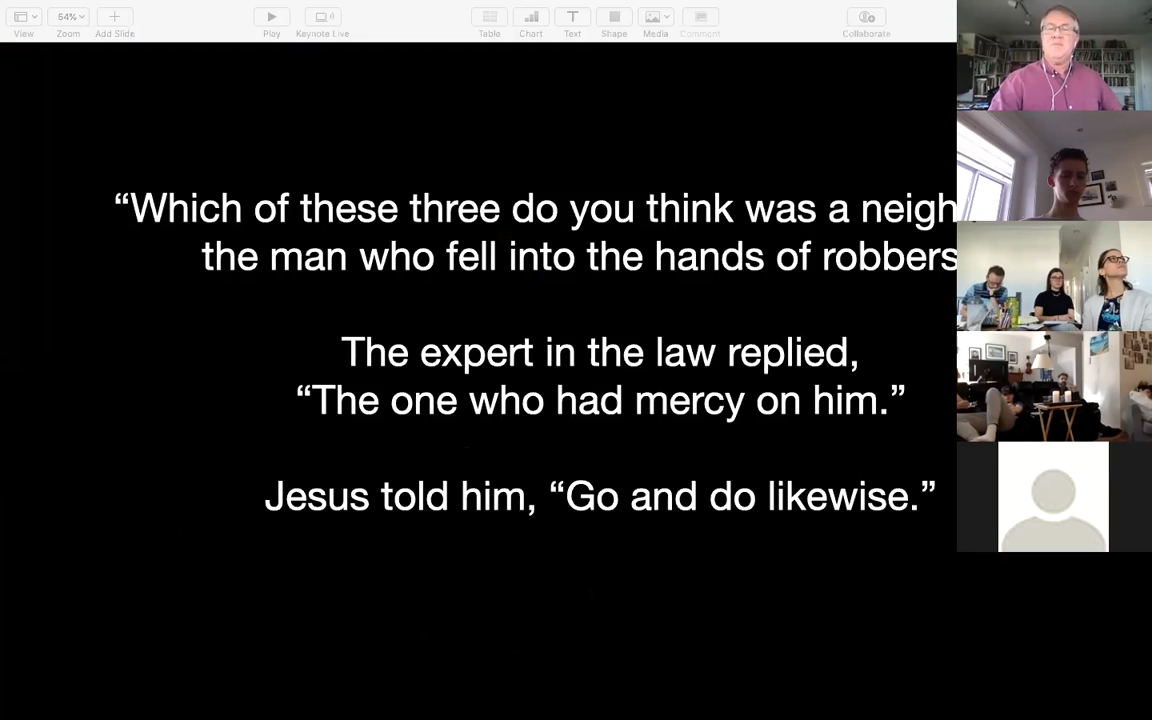 54%
View
Zoom
Add Slide
Play
Keynote Live
Table
Chart
Text
Shape
Media
Comment
Collaborate
“Which of these three do you think was a neigh
the man who fell into the hands of robbers
The expert in the law replied,
“The one who had mercy on him.”
Jesus told him, “Go and do likewise.”